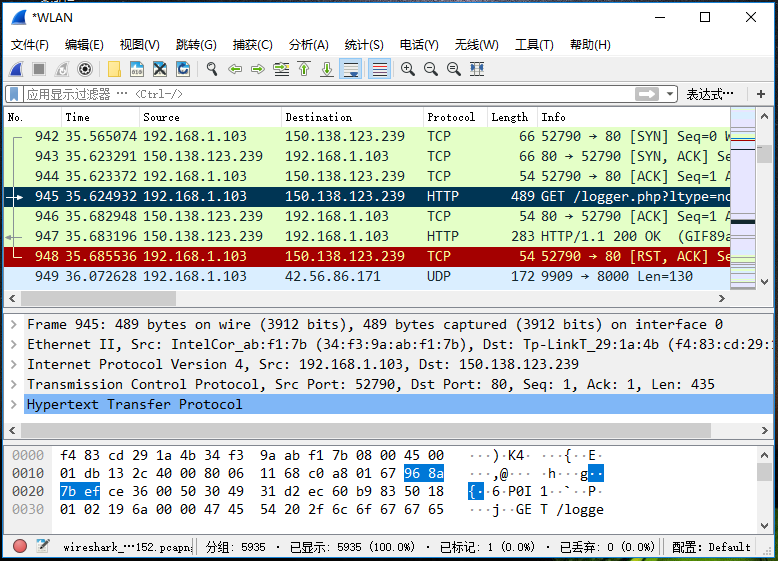 *WLAN
文件(F) 编辑(E) 视图(V) 跳转(G) 捕获(C) 分析(A) 统计(S) 电话(Y) 无线(W) 工具(T) 帮助(H)
应用显示过滤器 … <Ctrl-/> 表达式… +
No. Time Source Destination Protocol Length Info
942 35.565074 192.168.1.103 150.138.123.239 TCP 66 52790 → 80 [SYN] Seq=0 W
943 35.623291 150.138.123.239 192.168.1.103 TCP 66 80 → 52790 [SYN, ACK] Se
944 35.623372 192.168.1.103 150.138.123.239 TCP 54 52790 → 80 [ACK] Seq=1 A
945 35.624932 192.168.1.103 150.138.123.239 HTTP 489 GET /logger.php?ltype=no
946 35.682948 150.138.123.239 192.168.1.103 TCP 54 80 → 52790 [ACK] Seq=1 A
947 35.683196 150.138.123.239 192.168.1.103 HTTP 283 HTTP/1.1 200 OK (GIF89a
948 35.685536 192.168.1.103 150.138.123.239 TCP 54 52790 → 80 [RST, ACK] Se
949 36.072628 192.168.1.103 42.56.86.171 UDP 172 9909 → 8000 Len=130
Frame 945: 489 bytes on wire (3912 bits), 489 bytes captured (3912 bits) on interface 0
Ethernet II, Src: IntelCor_ab:f1:7b (34:f3:9a:ab:f1:7b), Dst: Tp-LinkT_29:1a:4b (f4:83:cd:29:1
Internet Protocol Version 4, Src: 192.168.1.103, Dst: 150.138.123.239
Transmission Control Protocol, Src Port: 52790, Dst Port: 80, Seq: 1, Ack: 1, Len: 435
Hypertext Transfer Protocol
0000 f4 83 cd 29 1a 4b 34 f3 9a ab f1 7b 08 00 45 00 ···)·K4· ···{··E·
0010 01 db 13 2c 40 00 80 06 11 68 c0 a8 01 67 96 8a ···,@··· ·h···g··
0020 7b ef ce 36 00 50 30 49 31 d2 ec 60 b9 83 50 18 {··6·P0I 1··`··P·
0030 01 02 19 6a 00 00 47 45 54 20 2f 6c 6f 67 67 65 ···j··GE T /logge
wireshark_…152.pcapng 分组: 5935 · 已显示: 5935 (100.0%) · 已标记: 1 (0.0%) · 已丢弃: 0 (0.0%) 配置: Default